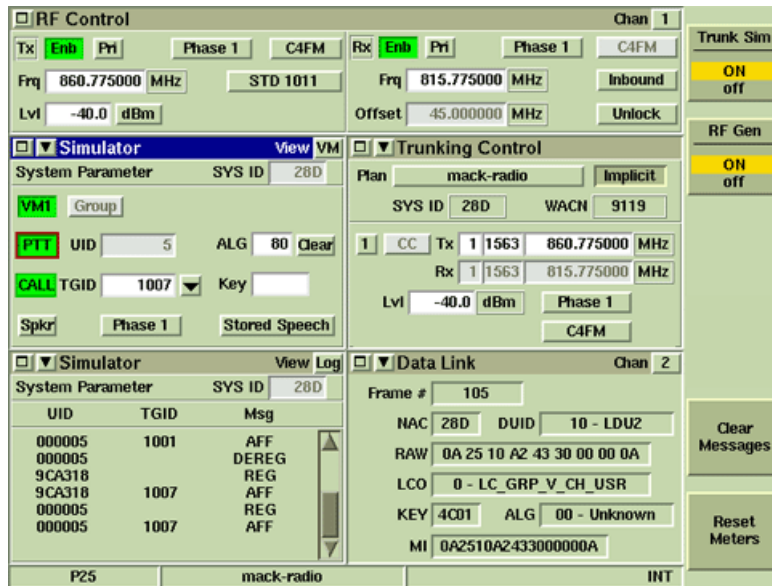 RF Control Chan 1
Tx Enb Pri Phase 1 C4FM
Frq 860.775000 MHz STD 1011
Lvl -40.0 dBm
Rx Enb Pri Phase 1 C4FM
Frq 815.775000 MHz Inbound
Offset 45.000000 MHz Unlock
Simulator View VM
System Parameter SYS ID 28D
VM1 Group
PTT UID 5 ALG 80 Clear
CALL TGID 1007 Key
Spkr Phase 1 Stored Speech
Trunking Control
Plan mack-radio Implicit
SYS ID 28D WACN 9119
1 CC Tx 1 1563 860.775000 MHz
Rx 1 1563 815.775000 MHz
Lvl -40.0 dBm Phase 1
C4FM
Simulator View Log
System Parameter SYS ID 28D
UID TGID Msg
000005 1001 AFF
000005 DEREG
9CA318 REG
9CA318 1007 AFF
000005 REG
000005 1007 AFF
Data Link Chan 2
Frame # 105
NAC 28D DUID 10 - LDU2
RAW 0A 25 10 A2 43 30 00 00 0A
LCO 0 - LC_GRP_V_CH_USR
KEY 4C01 ALG 00 - Unknown
MI 0A2510A2433000000A
P25 mack-radio INT
Trunk Sim
ON
off
RF Gen
ON
off
Clear
Messages
Reset
Meters